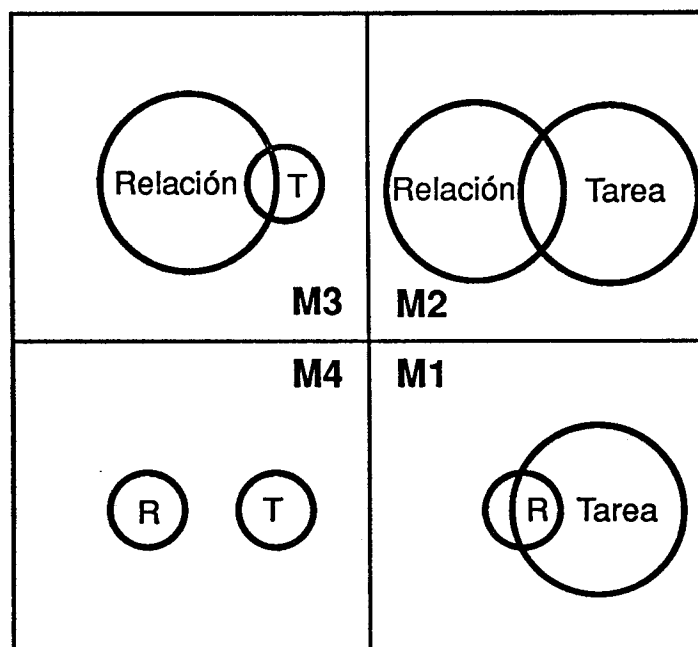 Relación T
Relación Tarea
M3 M2
M4 M1
R T
R Tarea